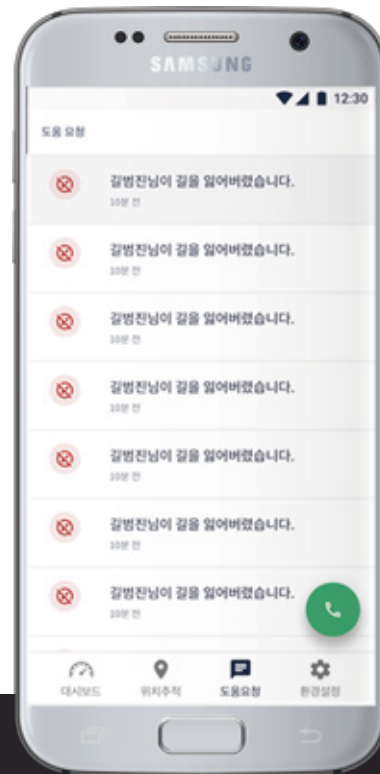 SAMSUNG
12:30
도움 요청
길범진님이 길을 잃어버렸습니다.
10분 전
길범진님이 길을 잃어버렸습니다.
10분 전
길범진님이 길을 잃어버렸습니다.
10분 전
길범진님이 길을 잃어버렸습니다.
10분 전
길범진님이 길을 잃어버렸습니다.
10분 전
길범진님이 길을 잃어버렸습니다.
10분 전
길범진님이 길을 잃어버렸습니다.
10분 전
대시보드 위치추적 도움요청 환경설정